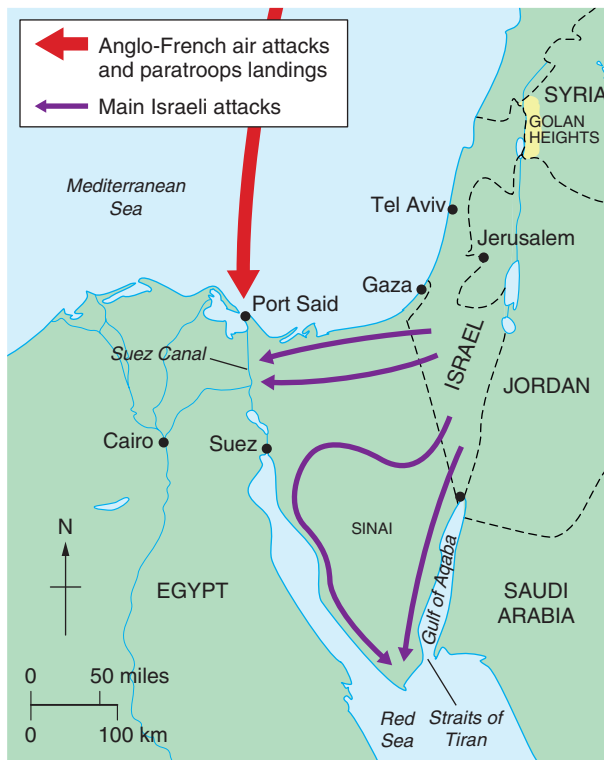 Anglo-French air attacks
and paratroops landings
Main Israeli attacks
SYRIA
GOLAN
HEIGHTS
Mediterranean
Sea
Tel Aviv
Jerusalem
Gaza
Port Said
Suez Canal
ISRAEL
JORDAN
Cairo
Suez
SINAI
N
EGYPT
Gulf of Aqaba
SAUDI
ARABIA
0 50 miles
0 100 km
Red
Sea
Straits of
Tiran